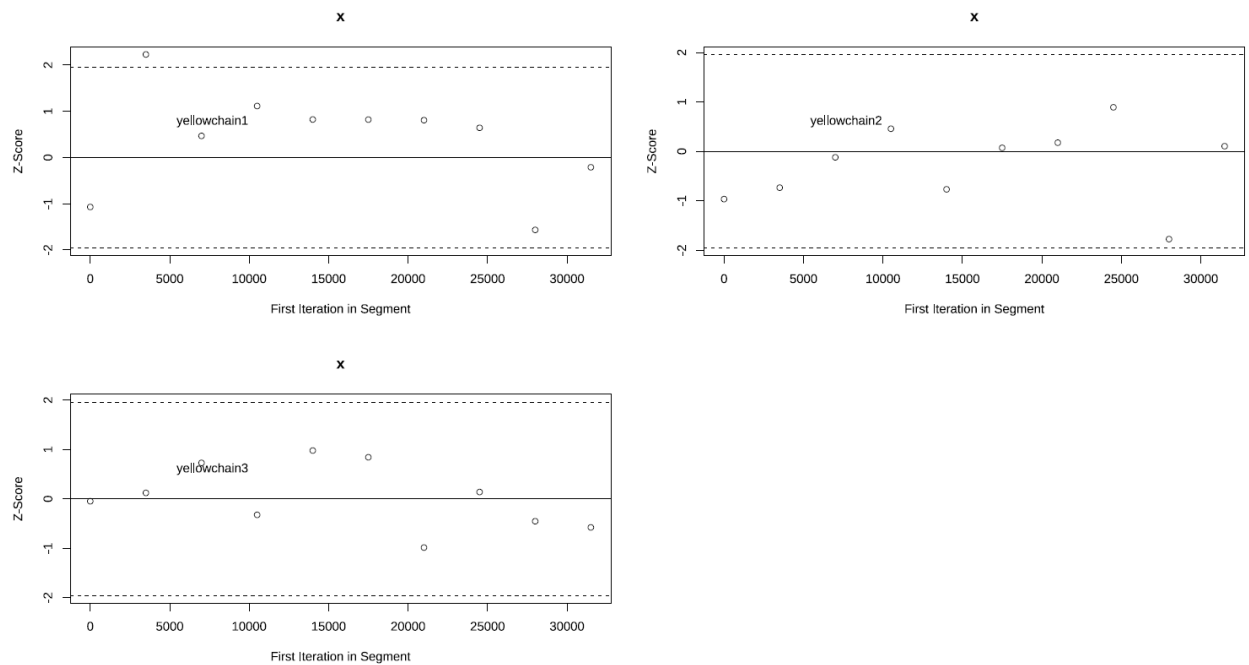 x
Z-Score
2
1
0
-1
-2
yellowchain1
0 5000 10000 15000 20000 25000 30000
First Iteration in Segment
x
Z-Score
2
1
0
-1
-2
yellowchain2
0 5000 10000 15000 20000 25000 30000
First Iteration in Segment
x
Z-Score
2
1
0
-1
-2
yellowchain3
0 5000 10000 15000 20000 25000 30000
First Iteration in Segment